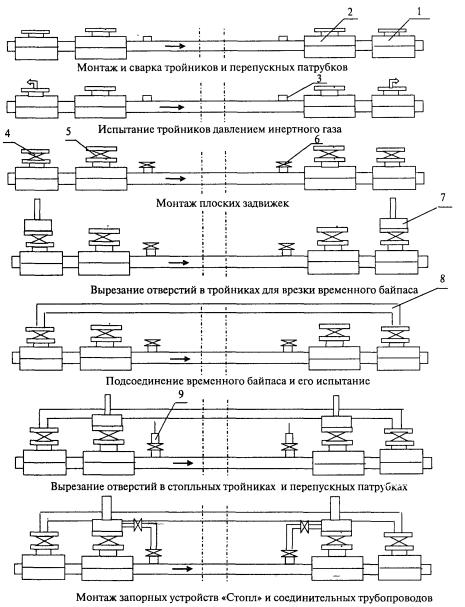 2
1
Монтаж и сварка тройников и перепускных патрубков
3
Испытание тройников давлением инертного газа
4
5
6
Монтаж плоских задвижек
7
Вырезание отверстий в тройниках для врезки временного байпаса
8
Подсоединение временного байпаса и его испытание
9
Вырезание отверстий в стопльных тройниках и перепускных патрубках
Монтаж запорных устройств «Стопл» и соединительных трубопроводов